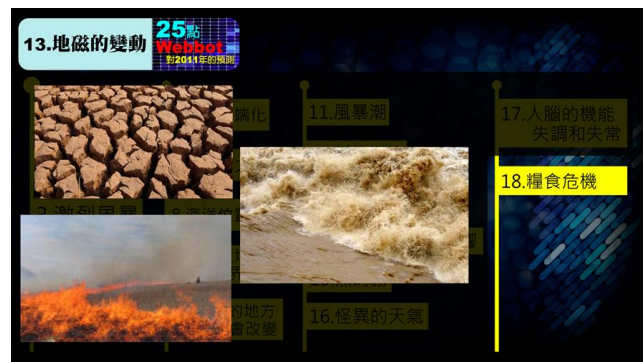 13.地磁的變動
25點
Webbot
對2011年的預測
端化
11.風暴潮
17.人腦的機能
失調和失常
18.糧食危機
的地方
會改變
16.怪異的天氣